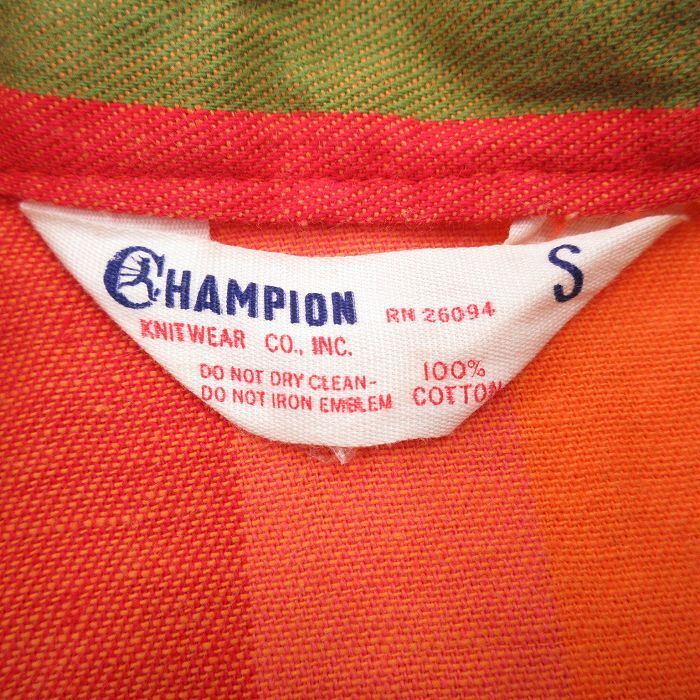 CHAMPION
KNITWEAR CO., INC.
DO NOT DRY CLEAN-
DO NOT IRON EMBLEM
RN 26094
100%
COTTON
S